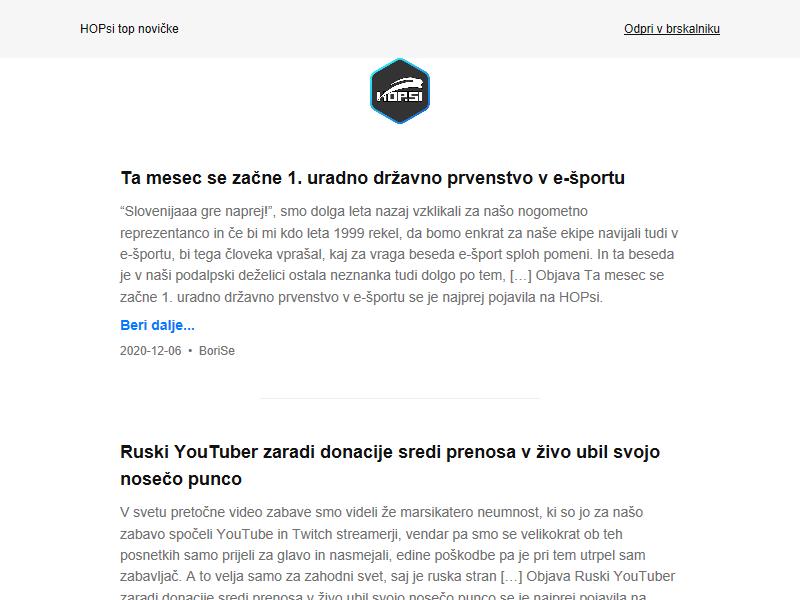 HOPsi top novičke
Odpri v brskalniku
HOPSI
Ta mesec se začne 1. uradno državno prvenstvo v e-športu
“Slovenijaaa gre naprej!”, smo dolga leta nazaj vzklikali za našo nogometno
reprezentanco in če bi mi kdo leta 1999 rekel, da bomo enkrat za naše ekipe navijali tudi v
e-športu, bi tega človeka vprašal, kaj za vraga beseda e-šport sploh pomeni. In ta beseda
je v naši podalpski deželici ostala neznanka tudi dolgo po tem, […] Objava Ta mesec se
začne 1. uradno državno prvenstvo v e-športu se je najprej pojavila na HOPsi.
Beri dalje...
2020-12-06 • BoriSe
Ruski YouTuber zaradi donacije sredi prenosa v živo ubil svojo
nosečo punco
V svetu pretočne video zabave smo videli že marsikatero neumnost, ki so jo za našo
zabavo spočeli YouTube in Twitch streamerji, vendar pa smo se velikokrat ob teh
posnetkih samo prijeli za glavo in nasmejali, edine poškodbe pa je pri tem utrpel sam
zabavljač. A to velja samo za zahodni svet, saj je ruska stran […] Objava Ruski YouTuber
zaradi donacije sredi prenosa v živo ubil svojo nosečo punco se je najprej pojavila na